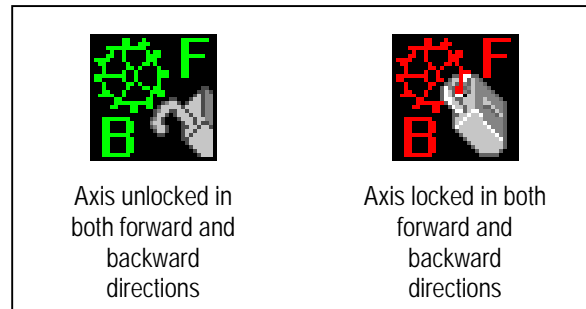 F
B
Axis unlocked in
both forward and
backward
directions
F
B
Axis locked in both
forward and
backward
directions